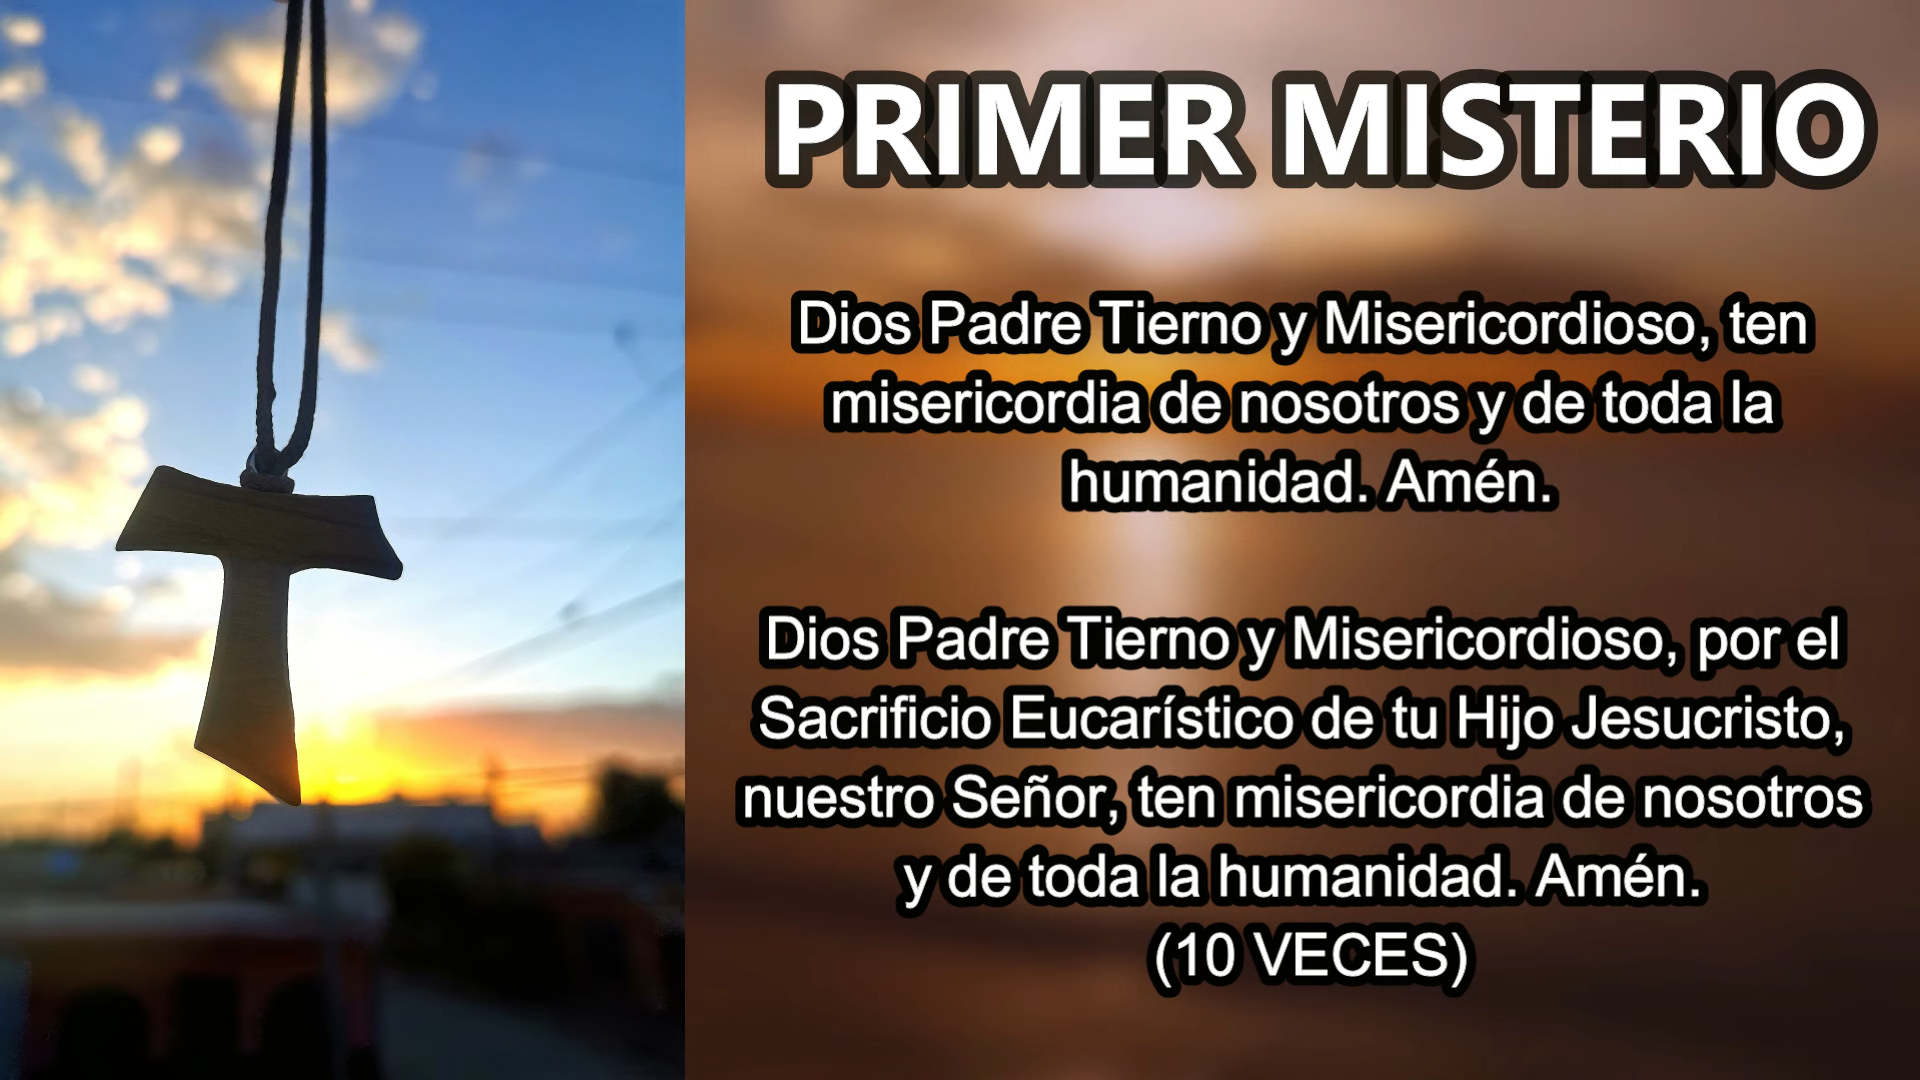 PRIMER MISTERIO
Dios Padre Tierno y Misericordioso, ten
misericordia de nosotros y de toda la
humanidad. Amén.
Dios Padre Tierno y Misericordioso, por el
Sacrificio Eucarístico de tu Hijo Jesucristo,
nuestro Señor, ten misericordia de nosotros
y de toda la humanidad. Amén.
(10 VECES)